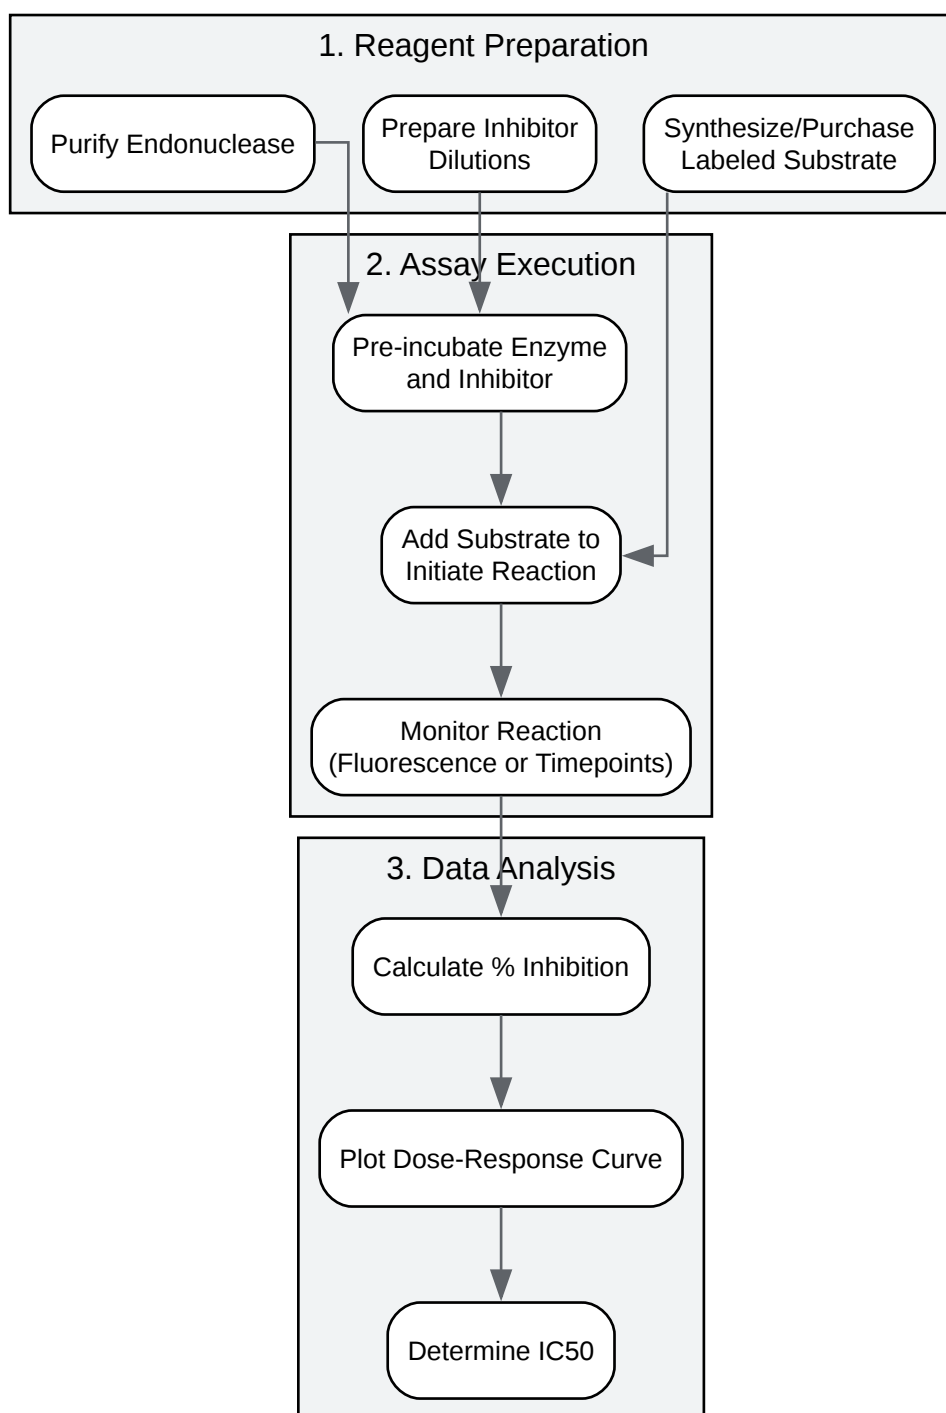 1. Reagent Preparation
Purify Endonuclease
Prepare Inhibitor
Dilutions
Synthesize/Purchase
Labeled Substrate
2. Assay Execution
Pre-incubate Enzyme
and Inhibitor
Add Substrate to
Initiate Reaction
Monitor Reaction
(Fluorescence or Timepoints)
3. Data Analysis
Calculate % Inhibition
Plot Dose-Response Curve
Determine IC50